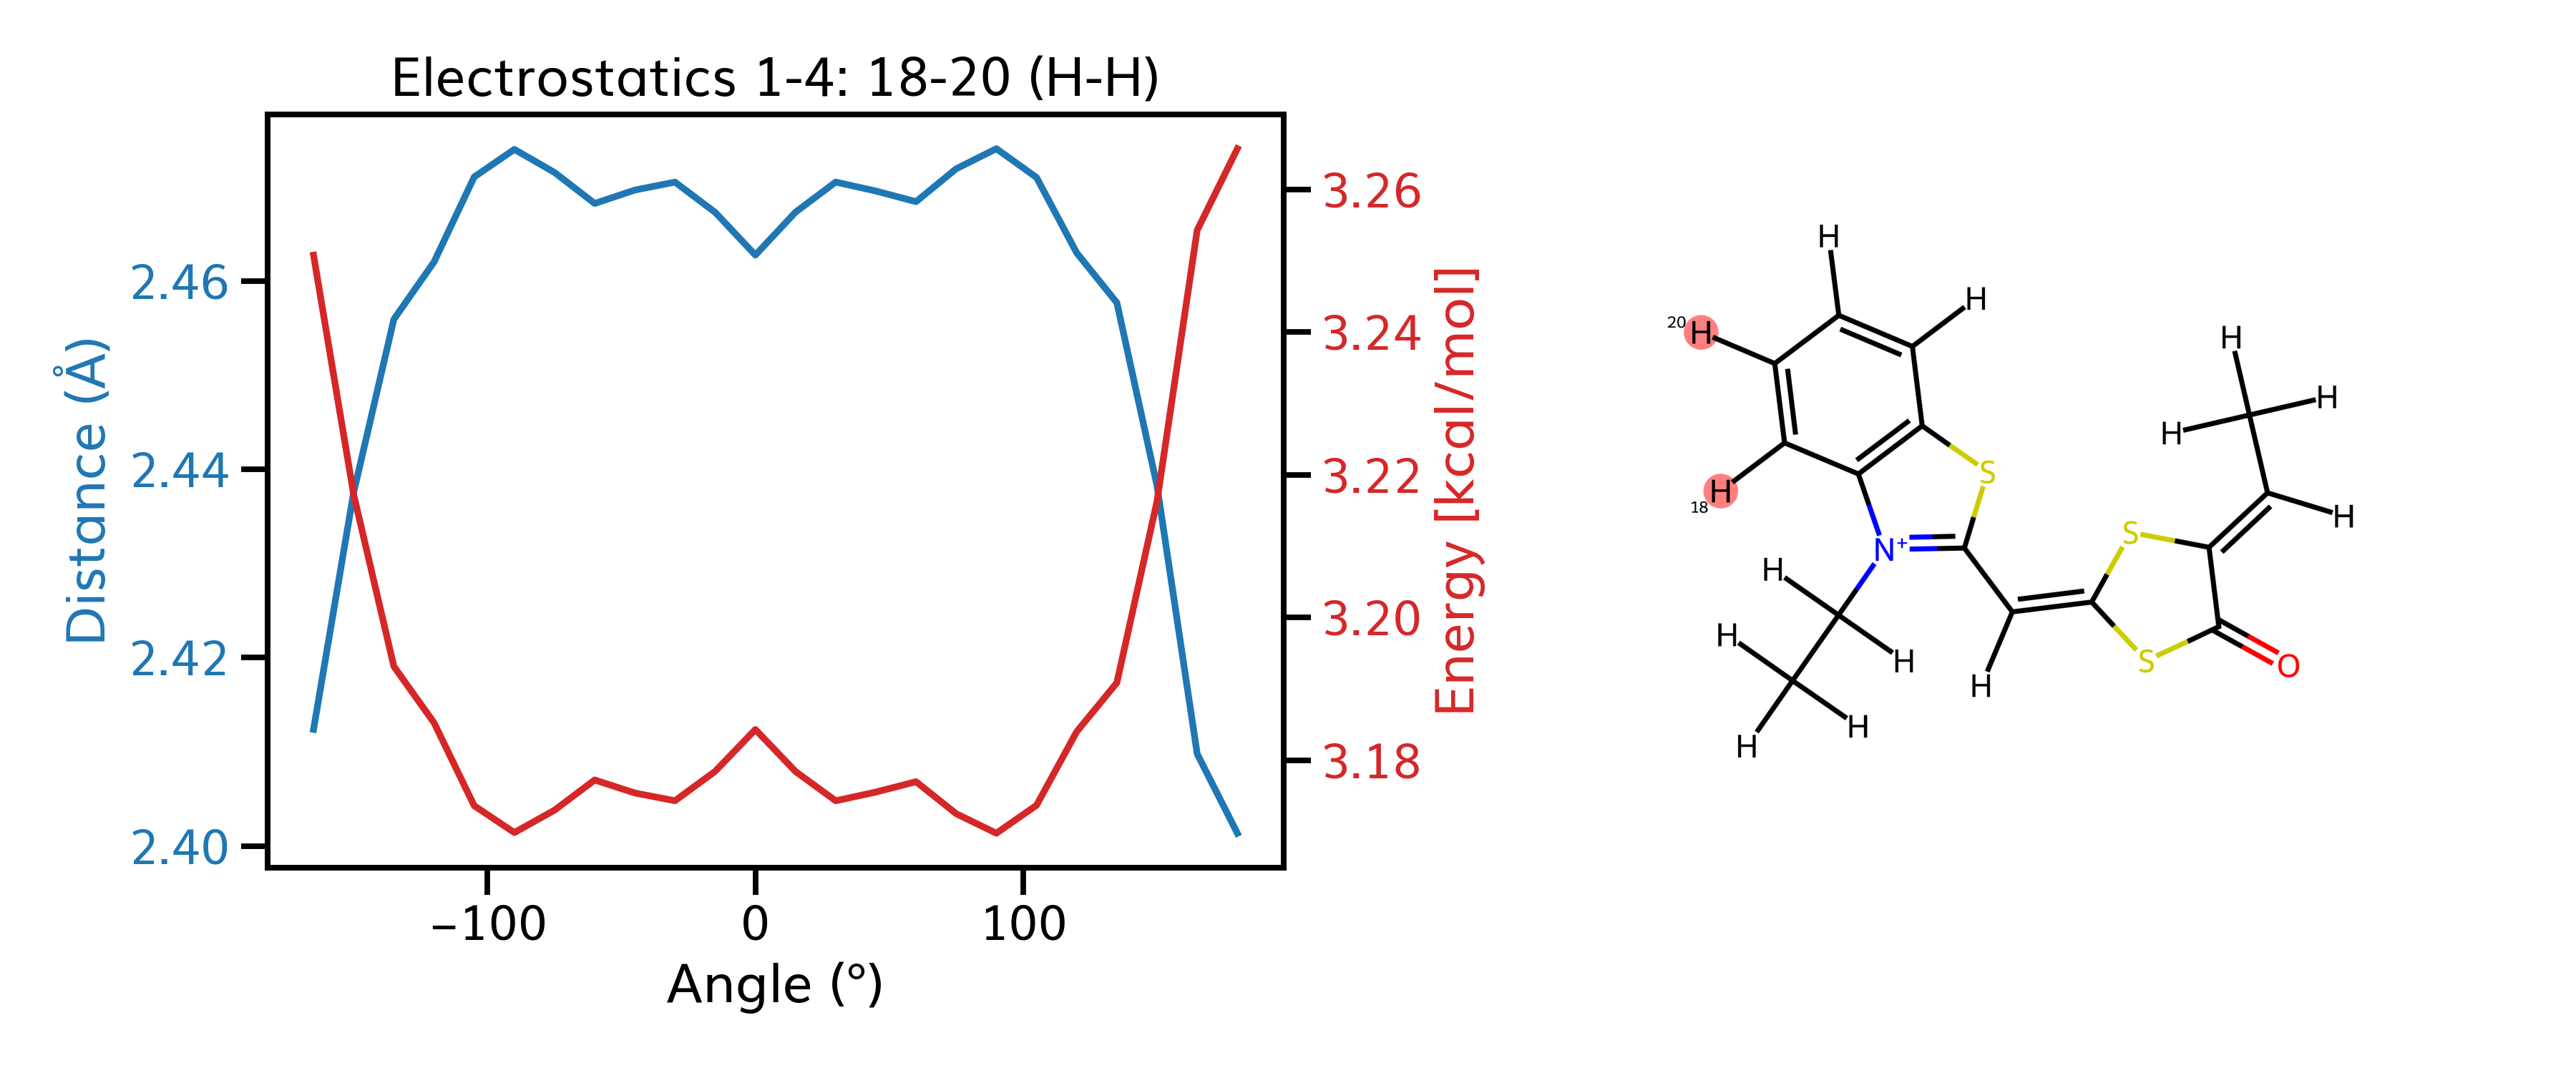 Electrostatics 1-4: 18-20 (H-H)
Distance (Å)
2.46
2.44
2.42
2.40
−100
0
100
Angle (°)
3.26
3.24
3.22
3.20
3.18
Energy [kcal/mol]
H
H
20 H
H
18
S
N+
H
H
H
H
H
H
S
S
O
H
H
H
H